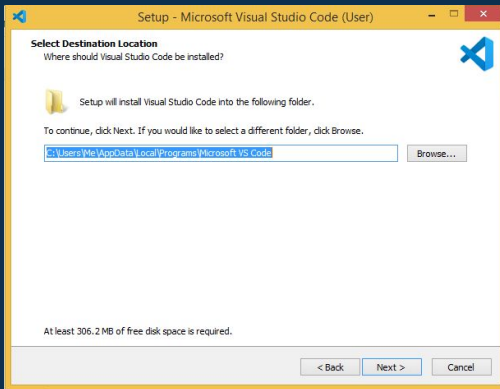 Setup - Microsoft Visual Studio Code (User)
Select Destination Location
Where should Visual Studio Code be installed?
Setup will install Visual Studio Code into the following folder.
To continue, click Next. If you would like to select a different folder, click Browse.
C:\Users\Me\AppData\Local\Programs\Microsoft VS Code
Browse...
At least 306.2 MB of free disk space is required.
< Back
Next >
Cancel